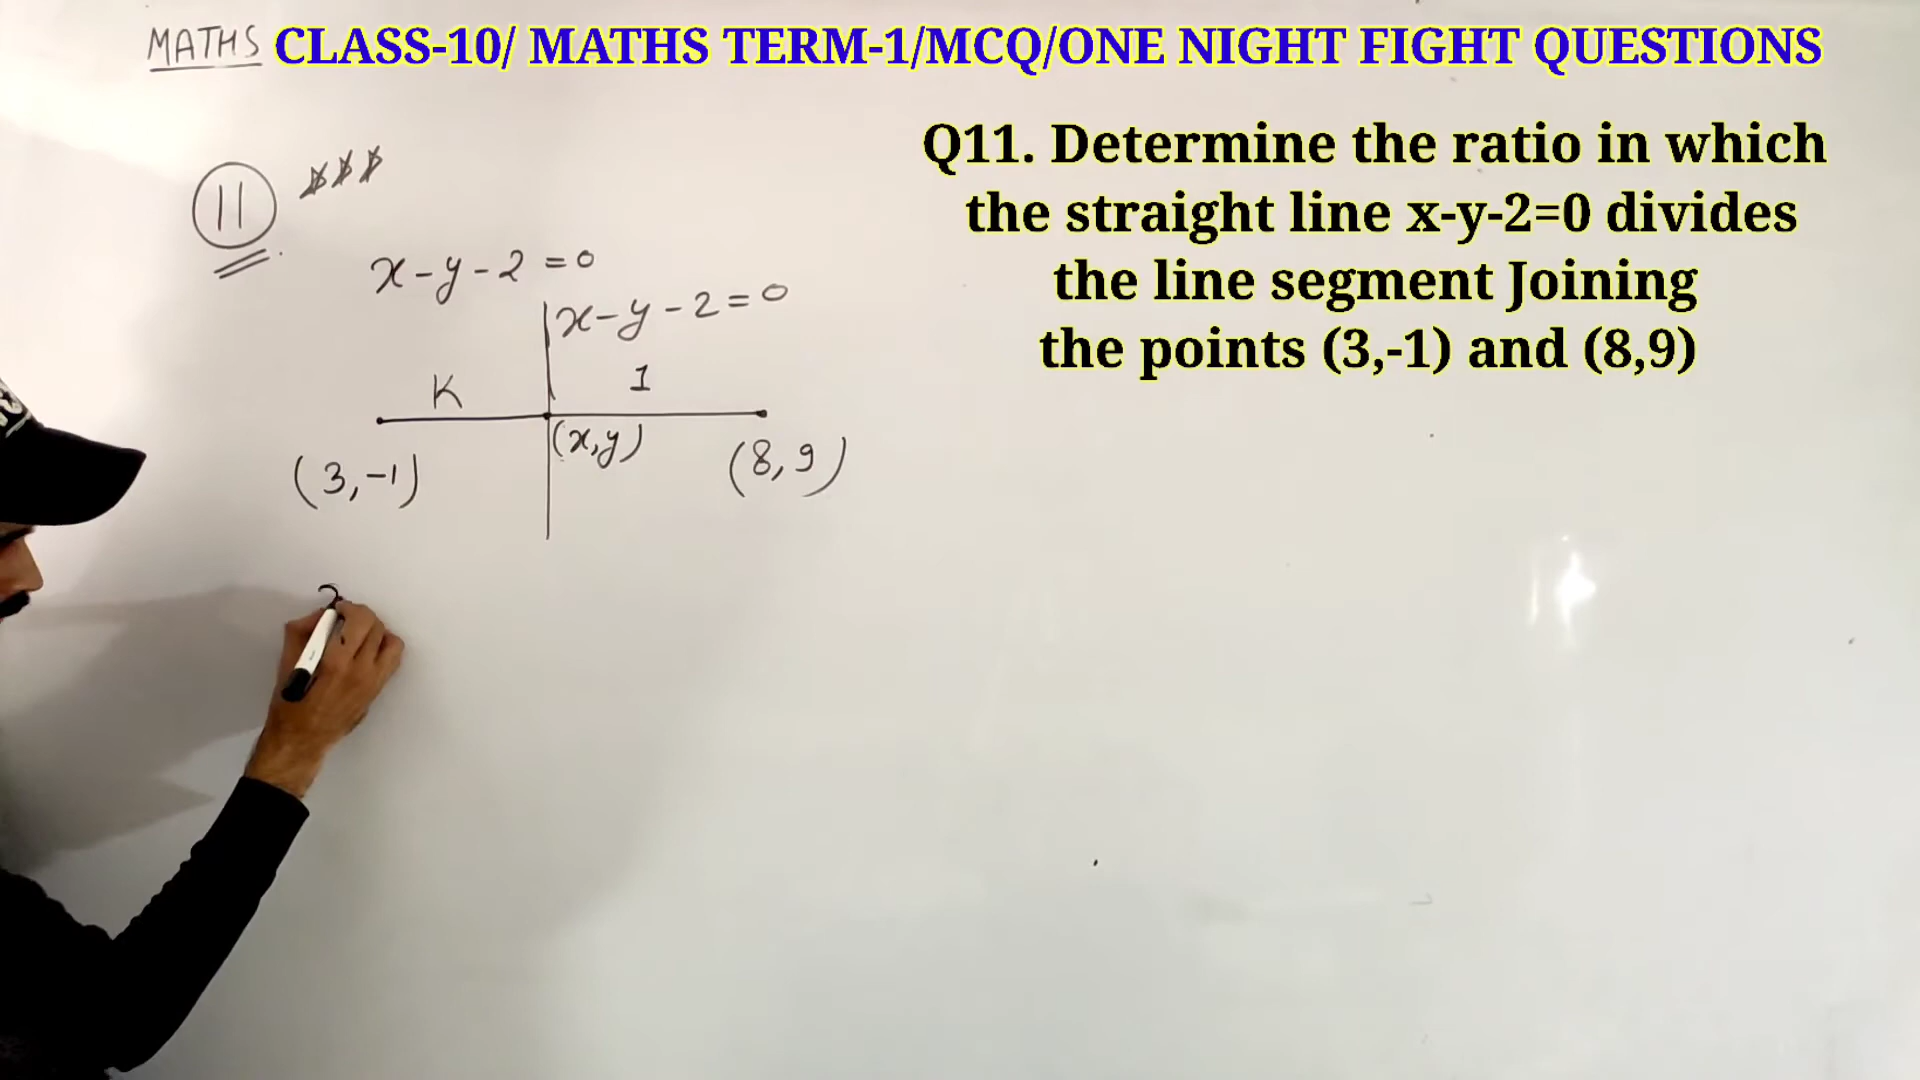 MATHS CLASS-10/ MATHS TERM-1/MCQ/ONE NIGHT FIGHT QUESTIONS
Q11. Determine the ratio in which
the straight line x-y-2=0 divides
the line segment Joining
the points (3,-1) and (8,9)
11
x-y-2=0
x-y-2=0
K 1
(x,y)
(3,-1) (8,9)